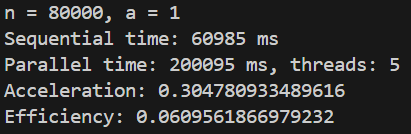 n = 80000, a = 1
Sequential time: 60985 ms
Parallel time: 200095 ms, threads: 5
Acceleration: 0.304780933489616
Efficiency: 0.0609561866979232